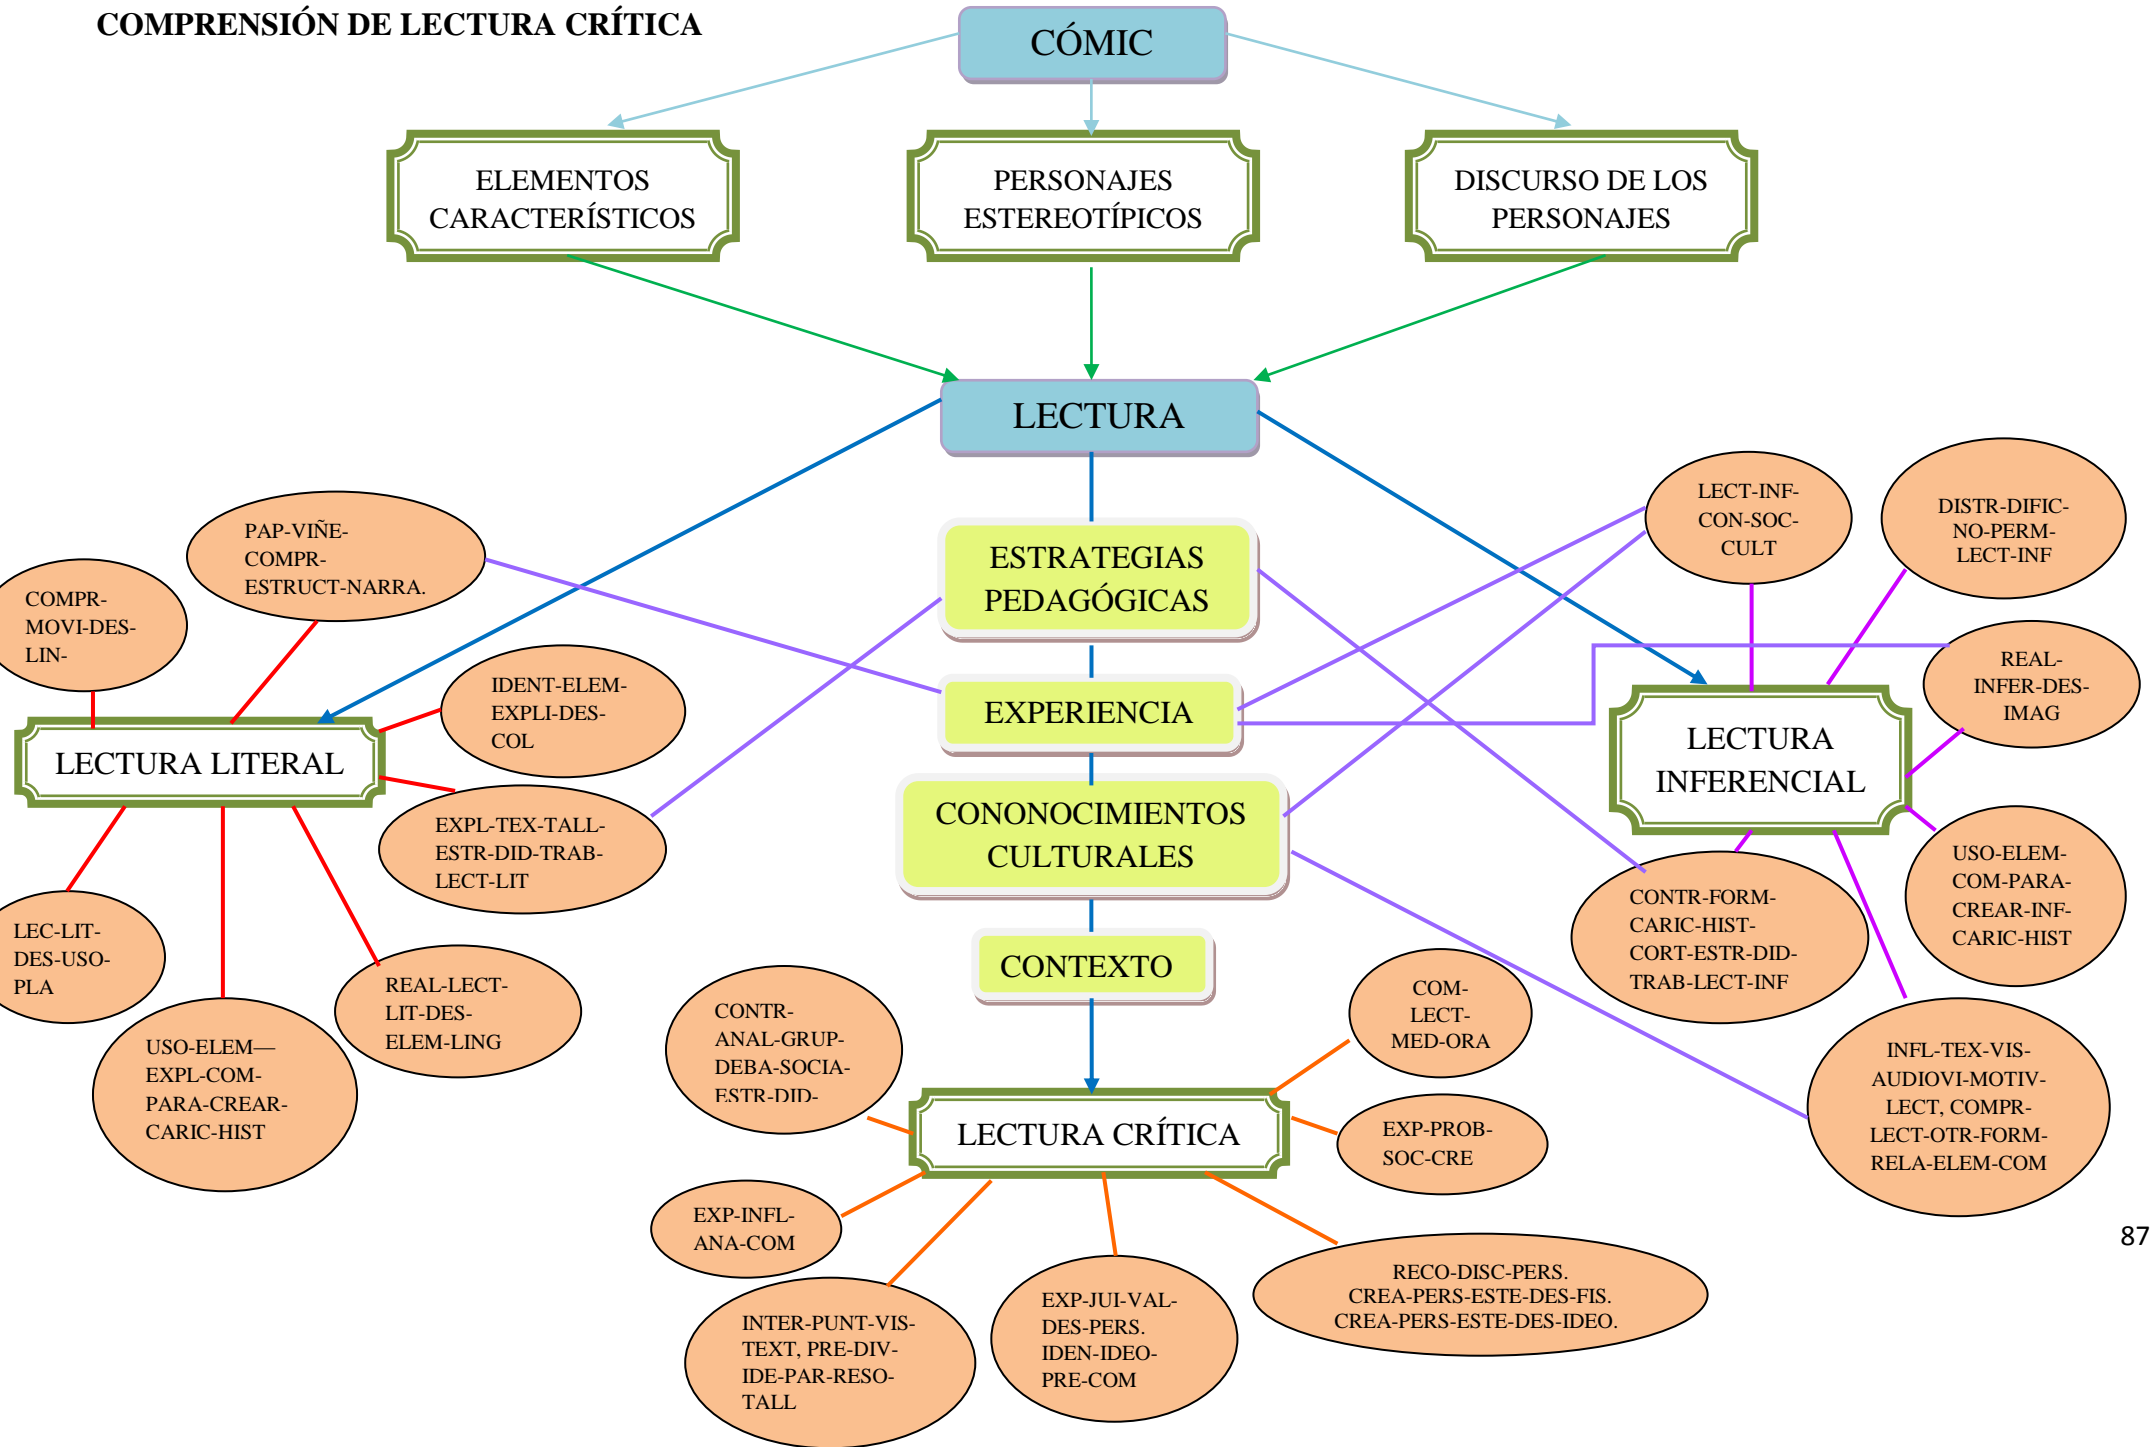 COMPRENSIÓN DE LECTURA CRÍTICA
CÓMIC
ELEMENTOS
CARACTERÍSTICOS
PERSONAJES
ESTEREOTÍPICOS
DISCURSO DE LOS
PERSONAJES
LECTURA
PAP-VIÑE-
COMPR-
ESTRUCT-NARRA.
COMPR-
MOVI-DES-
LIN-
IDENT-ELEM-
EXPLI-DES-
COL
LECTURA LITERAL
EXPL-TEX-TALL-
ESTR-DID-TRAB-
LECT-LIT
LEC-LIT-
DES-USO-
PLA
USO-ELEM—
EXPL-COM-
PARA-CREAR-
CARIC-HIST
REAL-LECT-
LIT-DES-
ELEM-LING
ESTRATEGIAS
PEDAGÓGICAS
EXPERIENCIA
CONONOCIMIENTOS
CULTURALES
CONTEXTO
LECT-INF-
CON-SOC-
CULT
DISTR-DIFIC-
NO-PERM-
LECT-INF
REAL-
INFER-DES-
IMAG
LECTURA
INFERENCIAL
USO-ELEM-
COM-PARA-
CREAR-INF-
CARIC-HIST
CONTR-FORM-
CARIC-HIST-
CORT-ESTR-DID-
TRAB-LECT-INF
INFL-TEX-VIS-
AUDIOVI-MOTIV-
LECT, COMPR-
LECT-OTR-FORM-
RELA-ELEM-COM
CONTR-
ANAL-GRUP-
DEBA-SOCIA-
ESTR-DID-
COM-
LECT-
MED-ORA
LECTURA CRÍTICA
EXP-PROB-
SOC-CRE
EXP-INFL-
ANA-COM
INTER-PUNT-VIS-
TEXT, PRE-DIV-
IDE-PAR-RESO-
TALL
EXP-JUI-VAL-
DES-PERS.
IDEN-IDEO-
PRE-COM
RECO-DISC-PERS.
CREA-PERS-ESTE-DES-FIS.
CREA-PERS-ESTE-DES-IDEO.
87